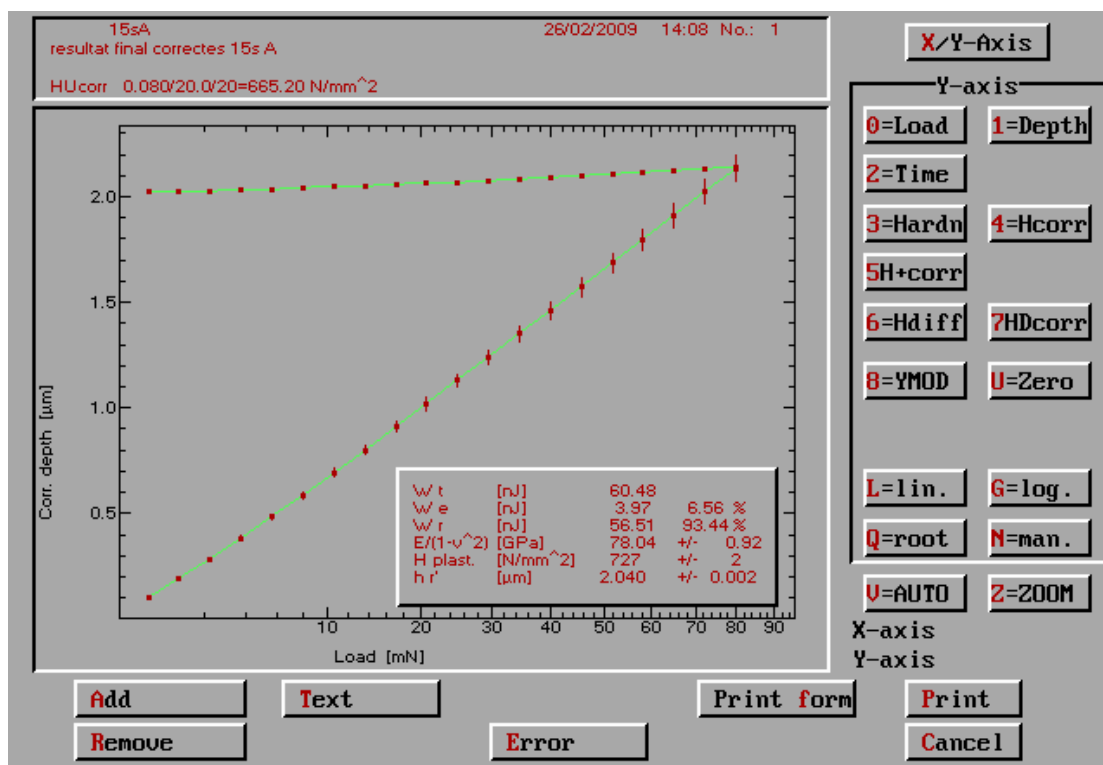 15sA 26/02/2009 14:08 No.: 1
resultat final correctes 15s A
HUcorr 0.080/20.0/20=665.20 N/mm^2
X/Y-Axis
Y-axis
0=Load 1=Depth
2=Time
3=Hardn 4=Hcorr
5H+corr
6=Hdiff 7HDcorr
8=YMOD U=Zero
L=lin. G=log.
Q=root N=man.
V=AUTO Z=ZOOM
X-axis
Y-axis
Corr. depth [µm]
2.0
1.5
1.0
0.5
W t [nJ] 60.48
W e [nJ] 3.97 6.56 %
W r [nJ] 56.51 93.44 %
E/(1-v^2) [GPa] 78.04 +/- 0.92
H plast. [N/mm^2] 727 +/- 2
h r' [µm] 2.040 +/- 0.002
10 20 30 40 50 60 70 80 90
Load [mN]
Add Text Print form Print
Remove Error Cancel